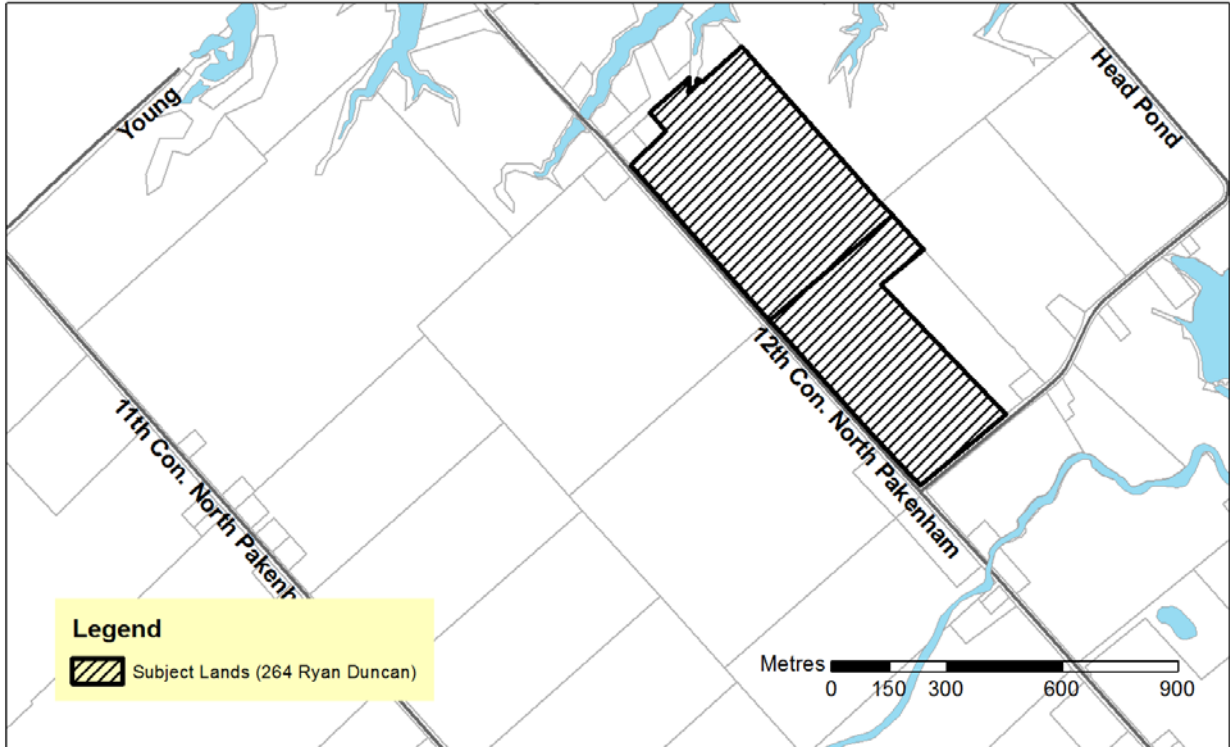 Young
Head Pond
12th Con. North Pakenham
11th Con. North Pakenh
Legend
Subject Lands (264 Ryan Duncan)
Metres
0 150 300 600 900